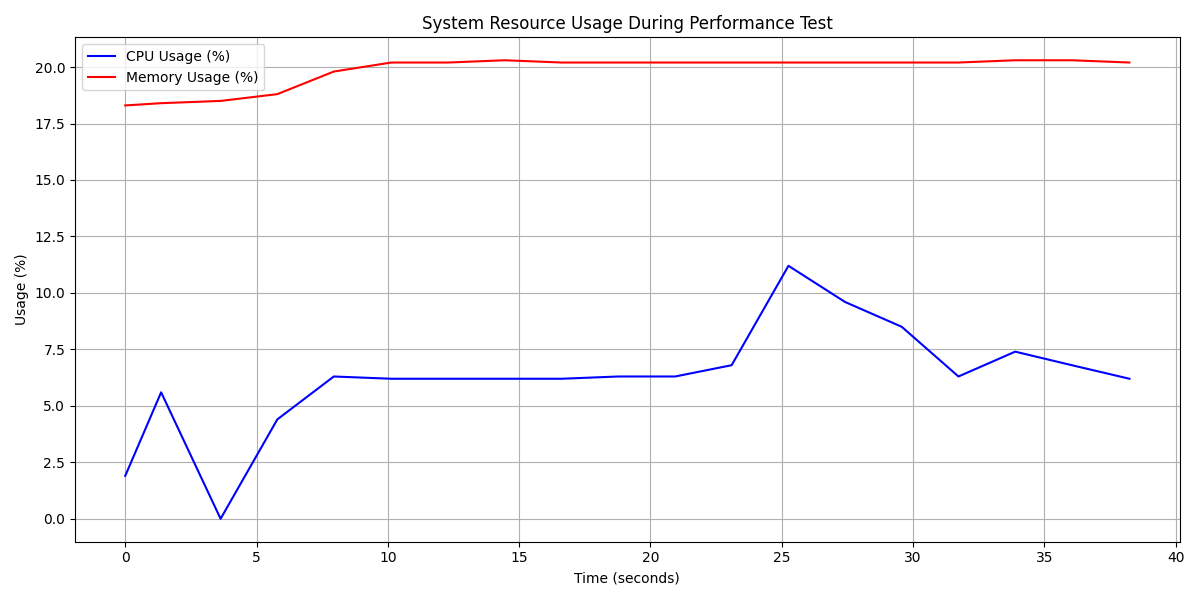 System Resource Usage During Performance Test
CPU Usage (%)
Memory Usage (%)
Usage (%)
20.0
17.5
15.0
12.5
10.0
7.5
5.0
2.5
0.0
0 5 10 15 20 25 30 35 40
Time (seconds)